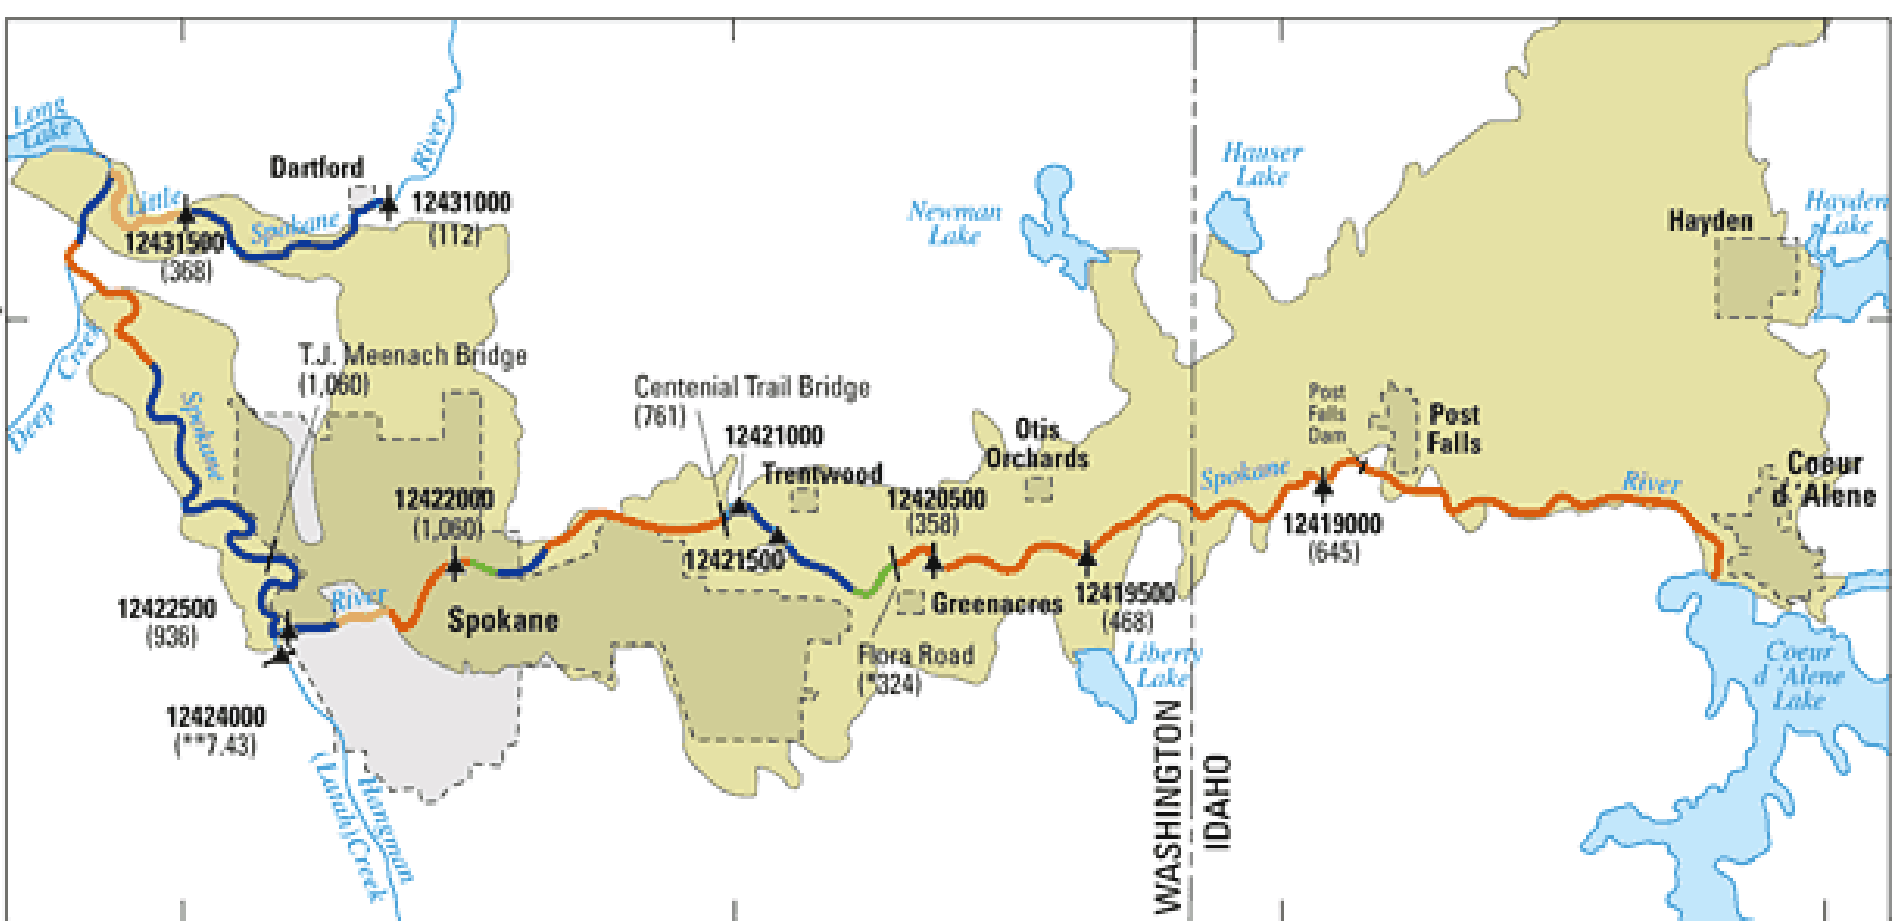 Long
Lake
Dartford
River
Little
Spokane
12431000
(112)
12431500
(368)
Creek
Deep
T.J. Meenach Bridge
(1,060)
Spokane
Centenial Trail Bridge
(761)
12421000
Trentwood
12422000
(1,060)
12421500
12420500
(358)
Otis
Orchards
Newman
Lake
Hauser
Lake
Hayden
Hayden
Lake
Post
Falls
Dam
Post
Falls
Spokane
River
Coeur
d 'Alene
12419000
(645)
12419500
(468)
Greenacres
Flora Road
(*324)
Liberty
Lake
River
Spokane
12422500
(936)
12424000
(**7.43)
Hangman
(Latah) Creek
Coeur
d 'Alene
Lake
WASHINGTON
IDAHO